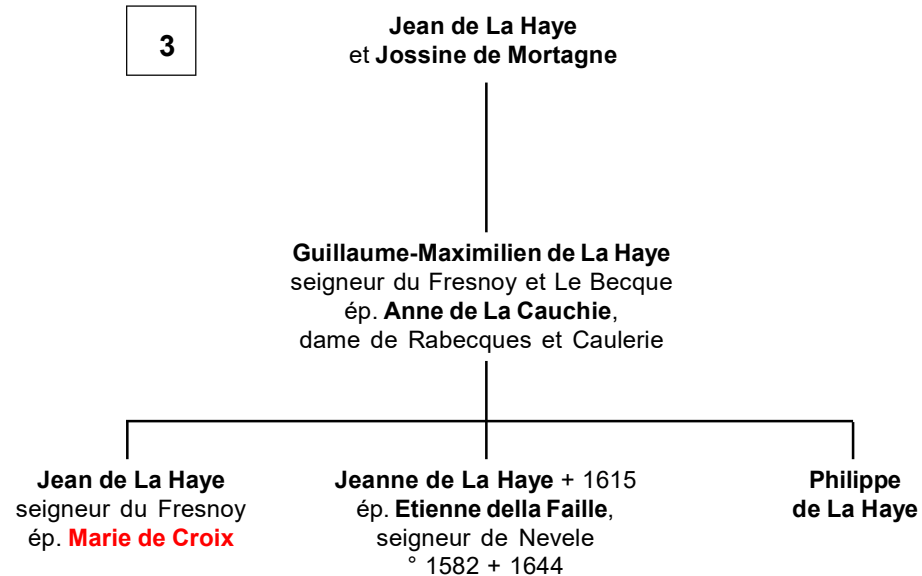 3
Jean de La Haye
et Jossine de Mortagne
Guillaume-Maximilien de La Haye
seigneur du Fresnoy et Le Becque
ép. Anne de La Cauchie,
dame de Rabecques et Caulerie
Jean de La Haye
seigneur du Fresnoy
ép. Marie de Croix
Jeanne de La Haye + 1615
ép. Etienne della Faille,
seigneur de Nevele
° 1582 + 1644
Philippe
de La Haye